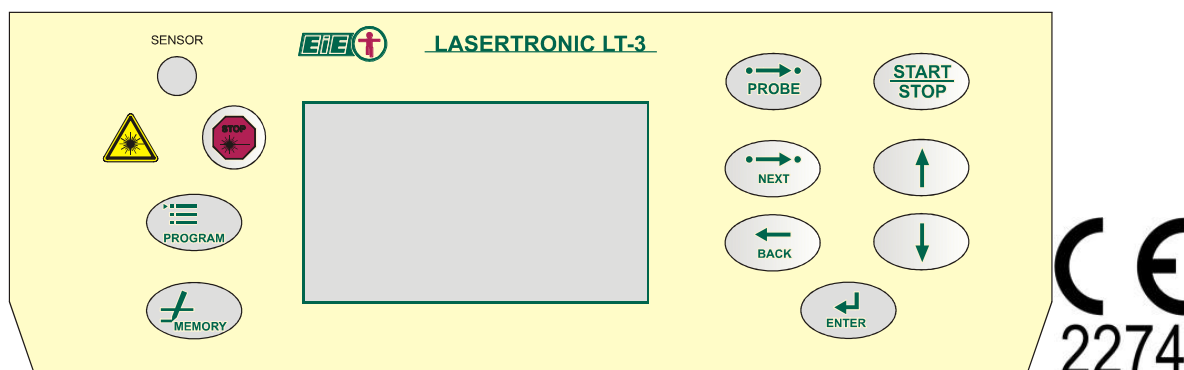 SENSOR
EiE
LASERTRONIC LT-3
PROBE
START
STOP
STOP
NEXT
PROGRAM
BACK
MEMORY
ENTER
CE
2274